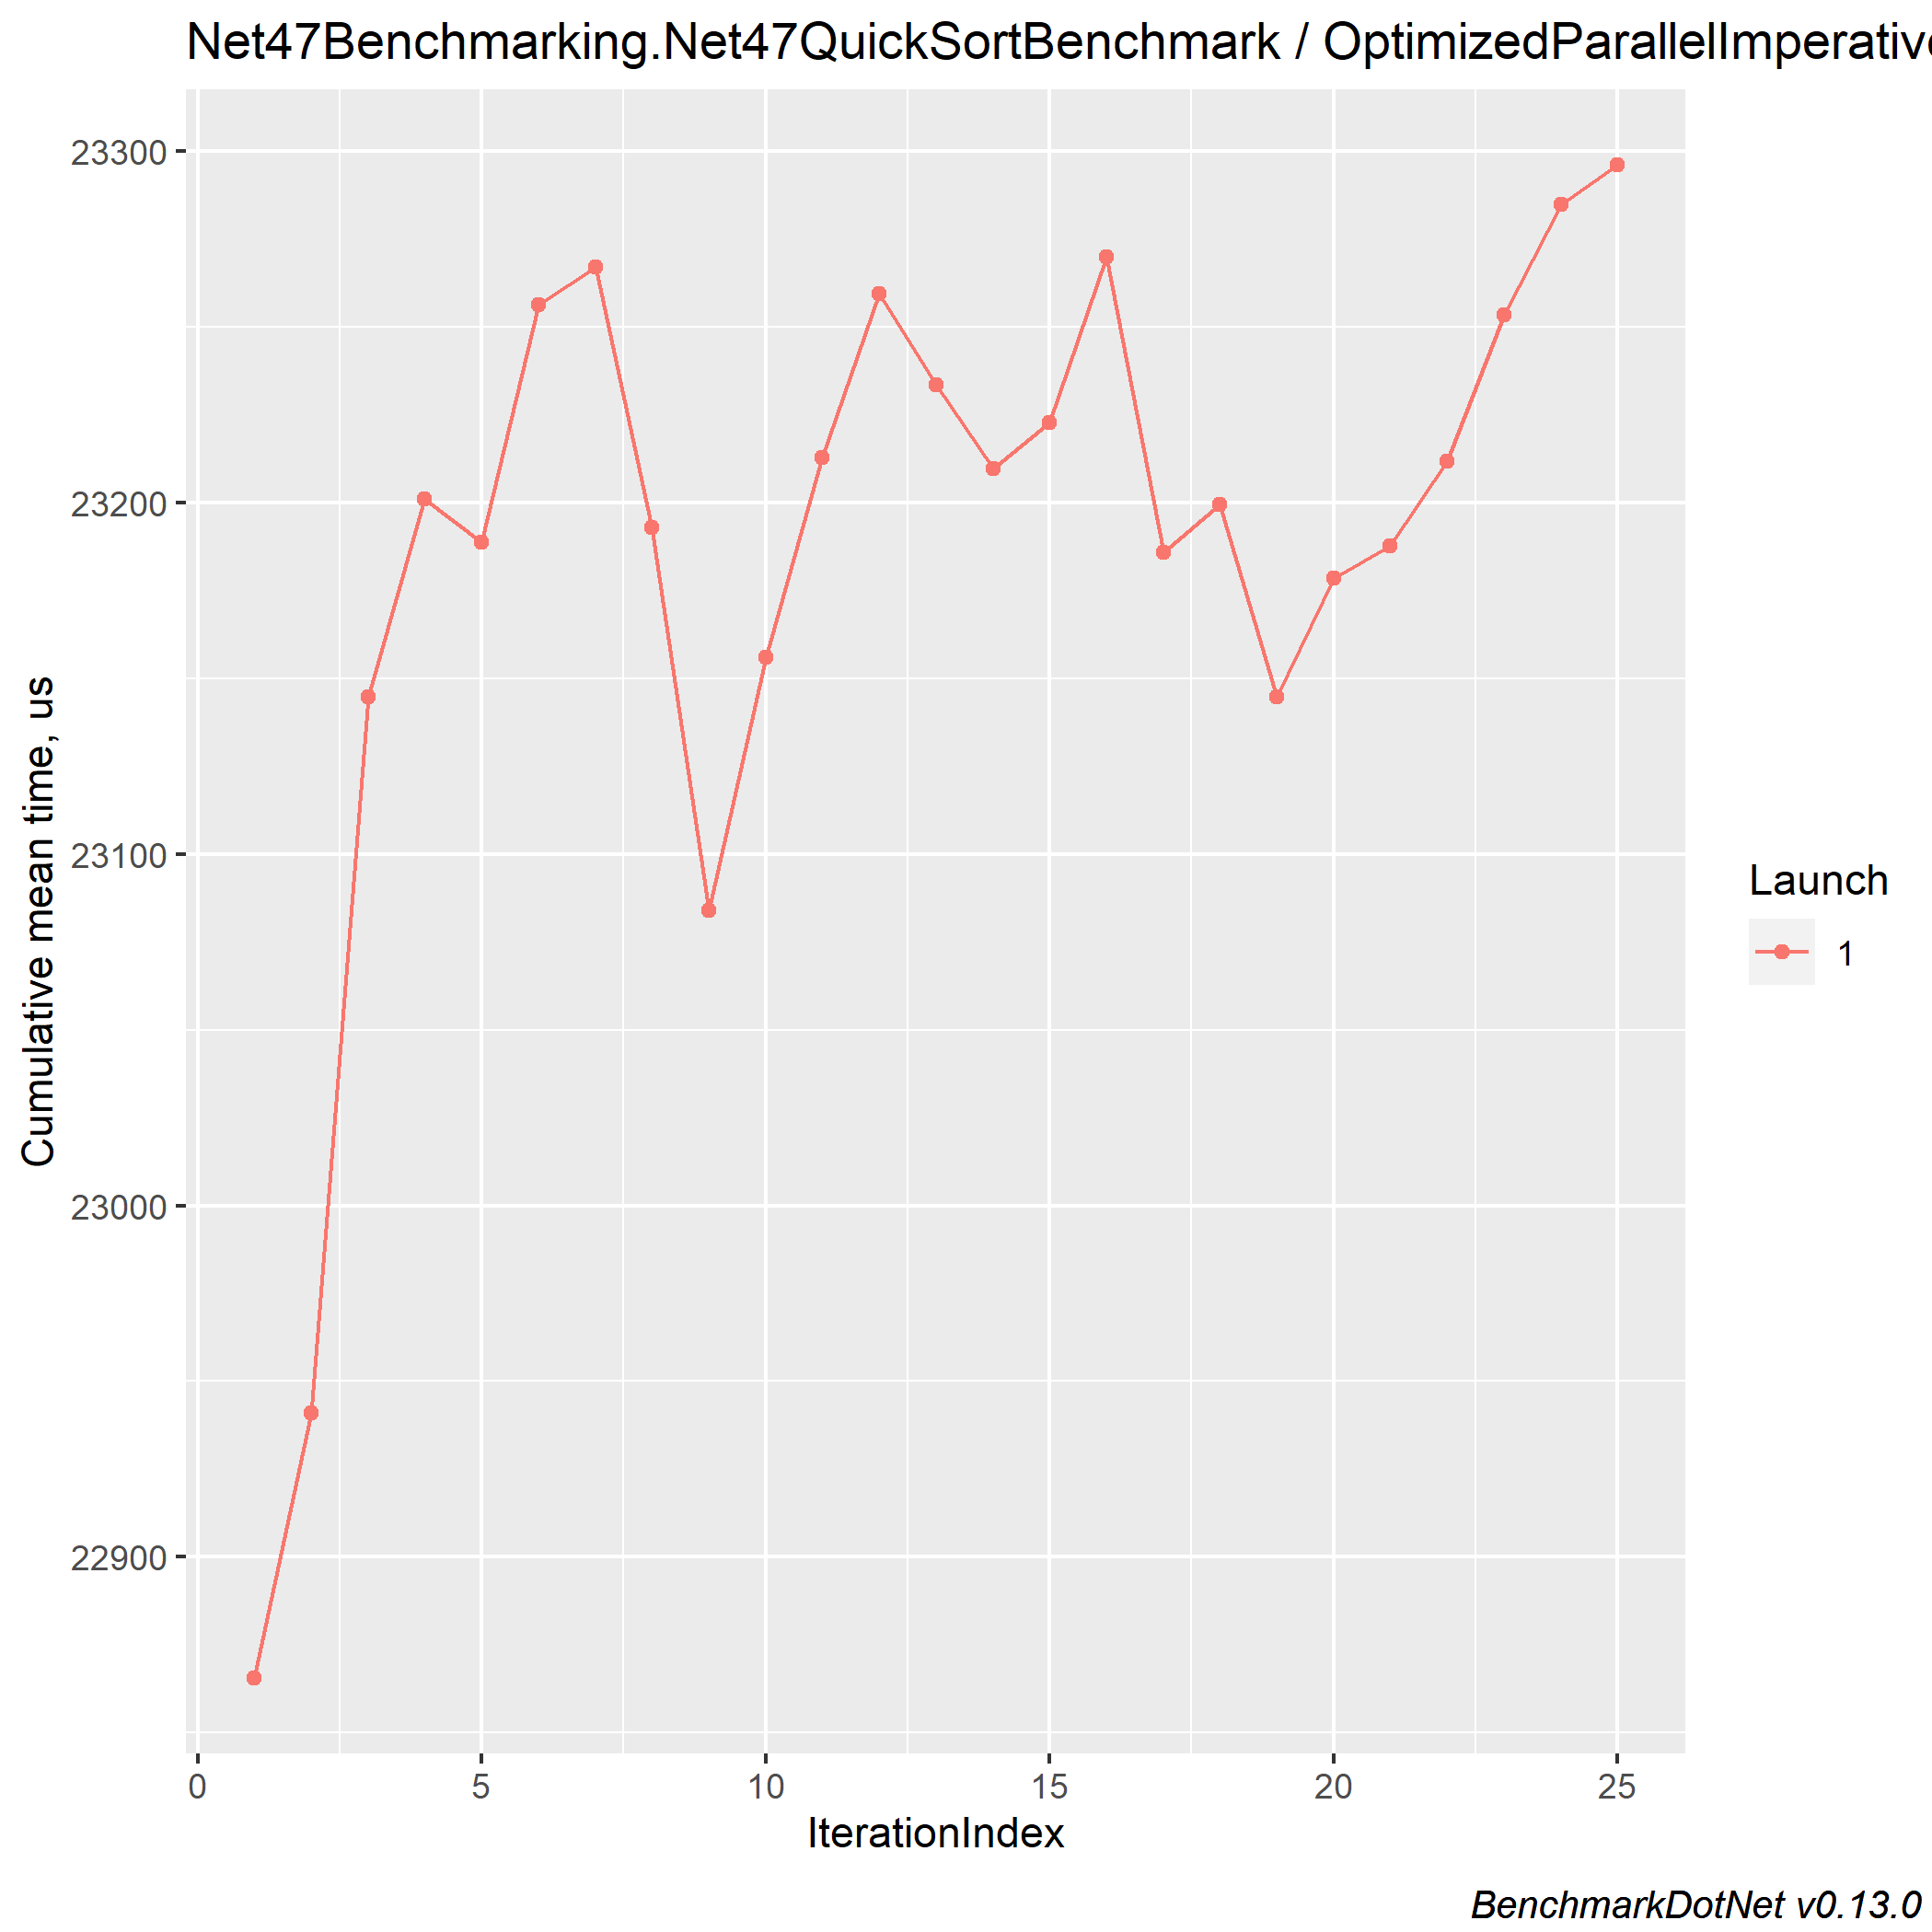 Net47Benchmarking.Net47QuickSortBenchmark / OptimizedParallelImperative
23300
23200
23100
23000
22900
Cumulative mean time, us
0 5 10 15 20 25
IterationIndex
Launch
1
BenchmarkDotNet v0.13.0